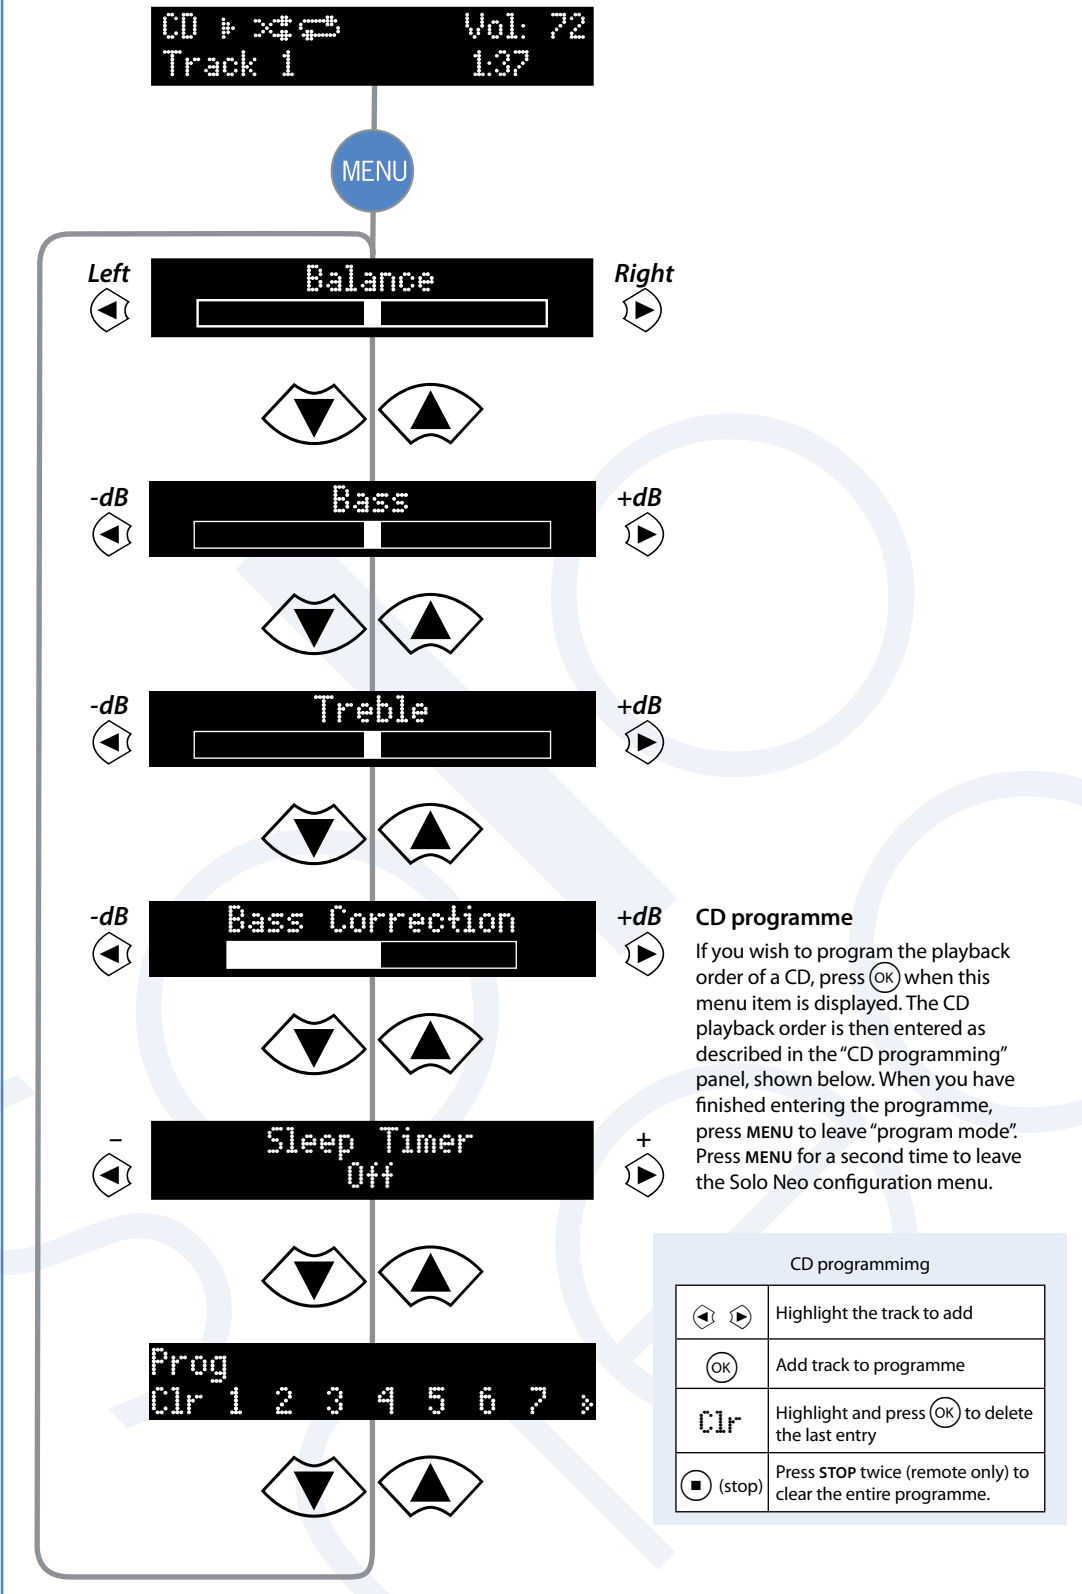 CD Vol: 72
Track 1 1:37
MENU
Left Balance Right
-dB Bass +dB
-dB Treble +dB
-dB Bass Correction +dB
– Sleep Timer +
Off
Prog
Clr 1 2 3 4 5 6 7
CD programme
If you wish to program the playback
order of a CD, press OK when this
menu item is displayed. The CD
playback order is then entered as
described in the “CD programming”
panel, shown below. When you have
finished entering the programme,
press MENU to leave “program mode”.
Press MENU for a second time to leave
the Solo Neo configuration menu.
CD programmimg
Highlight the track to add
OK Add track to programme
Clr Highlight and press OK to delete
the last entry
(stop) Press STOP twice (remote only) to
clear the entire programme.